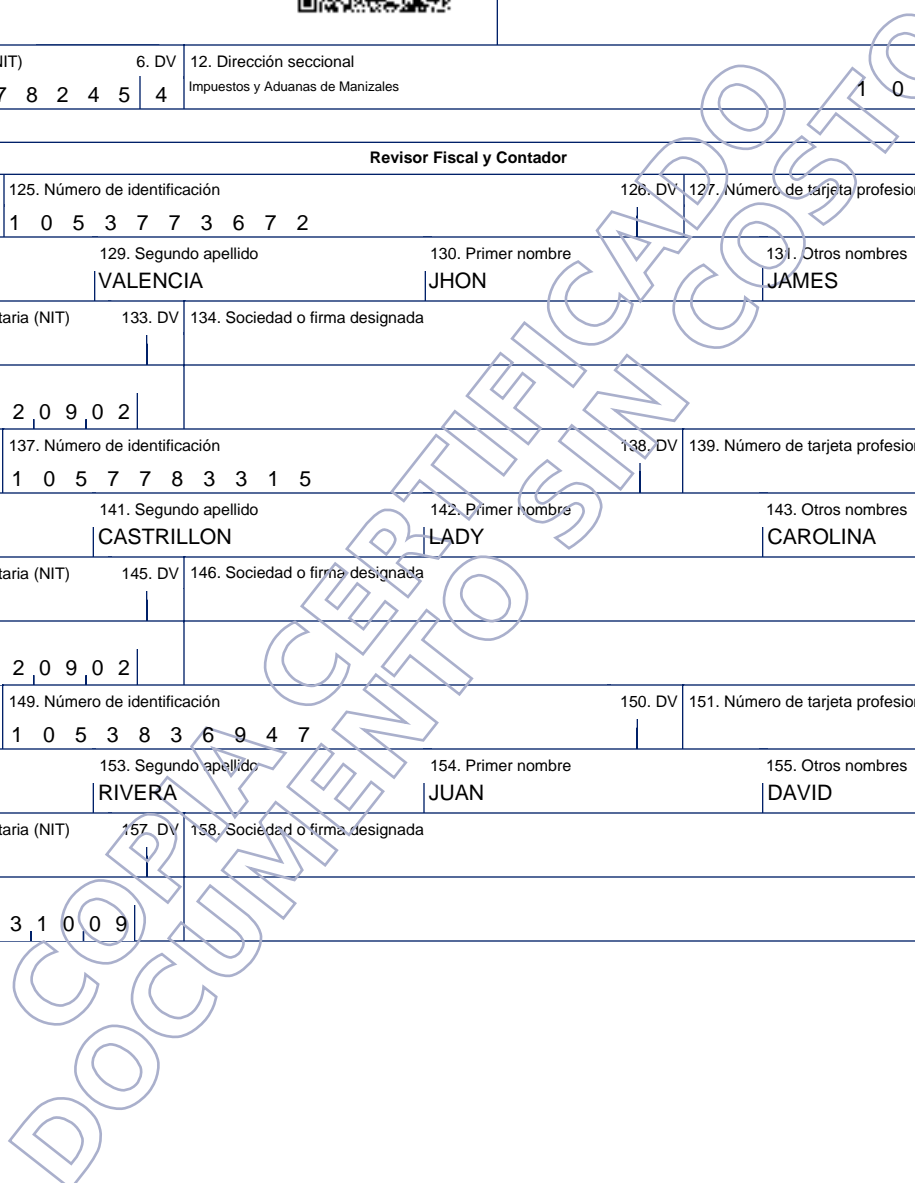 IIT) 6. DV 12. Dirección seccional
7 8 2 4 5 4 Impuestos y Aduanas de Manizales 1 0
Revisor Fiscal y Contador
125. Número de identificación 126. DV 127. Número de tarjeta profesion
1 0 5 3 7 7 3 6 7 2
129. Segundo apellido 130. Primer nombre 131. Otros nombres
VALENCIA JHON JAMES
taria (NIT) 133. DV 134. Sociedad o firma designada
2 0 9 0 2
137. Número de identificación 138. DV 139. Número de tarjeta profesion
1 0 5 7 7 8 3 3 1 5
141. Segundo apellido 142. Primer nombre 143. Otros nombres
CASTRILLON LADY CAROLINA
taria (NIT) 145. DV 146. Sociedad o firma designada
2 0 9 0 2
149. Número de identificación 150. DV 151. Número de tarjeta profesion
1 0 5 3 8 3 6 9 4 7
153. Segundo apellido 154. Primer nombre 155. Otros nombres
RIVERA JUAN DAVID
taria (NIT) 157. DV 158. Sociedad o firma designada
3 1 0 0 9
COPIA CERTIFICADO
DOCUMENTO SIN COSTO